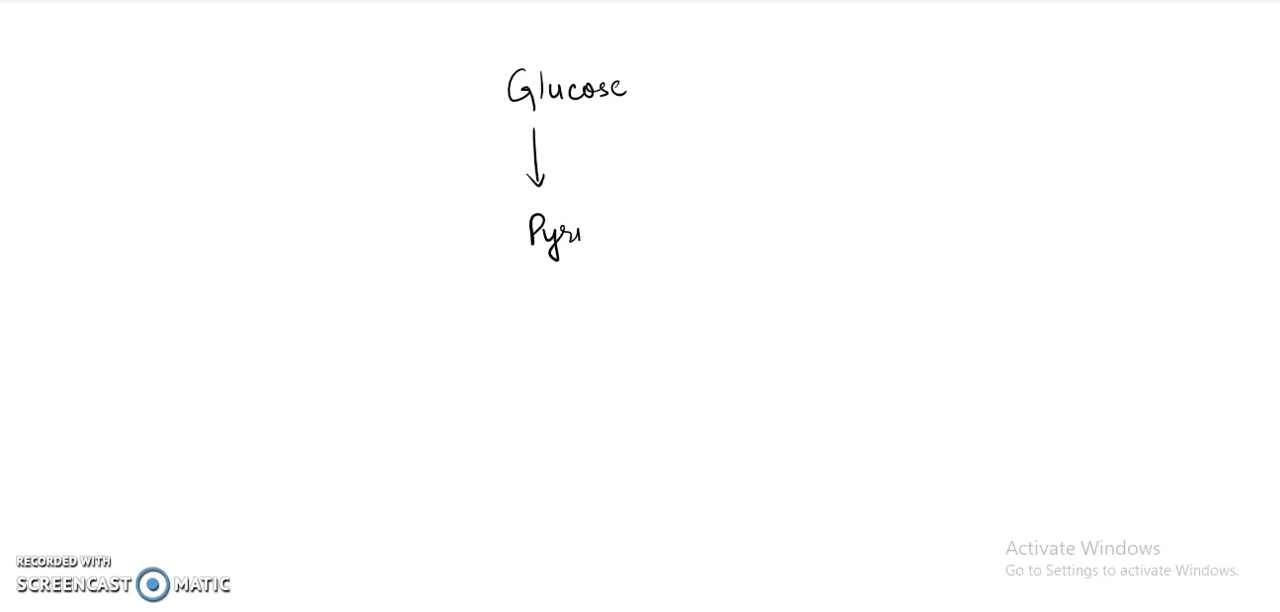 Glucose
Pyru
RECORDED WITH
SCREENCAST MATIC
Activate Windows
Go to Settings to activate Windows.